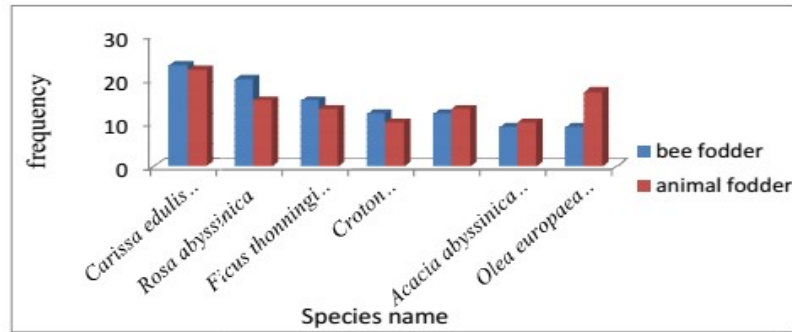 frequency
30
20
10
0
Carissa edulis ..
Rosa abyssinica
Ficus thonningi ..
Croton ..
Acacia abyssinica ..
Olea europaea ..
Species name
bee fodder
animal fodder